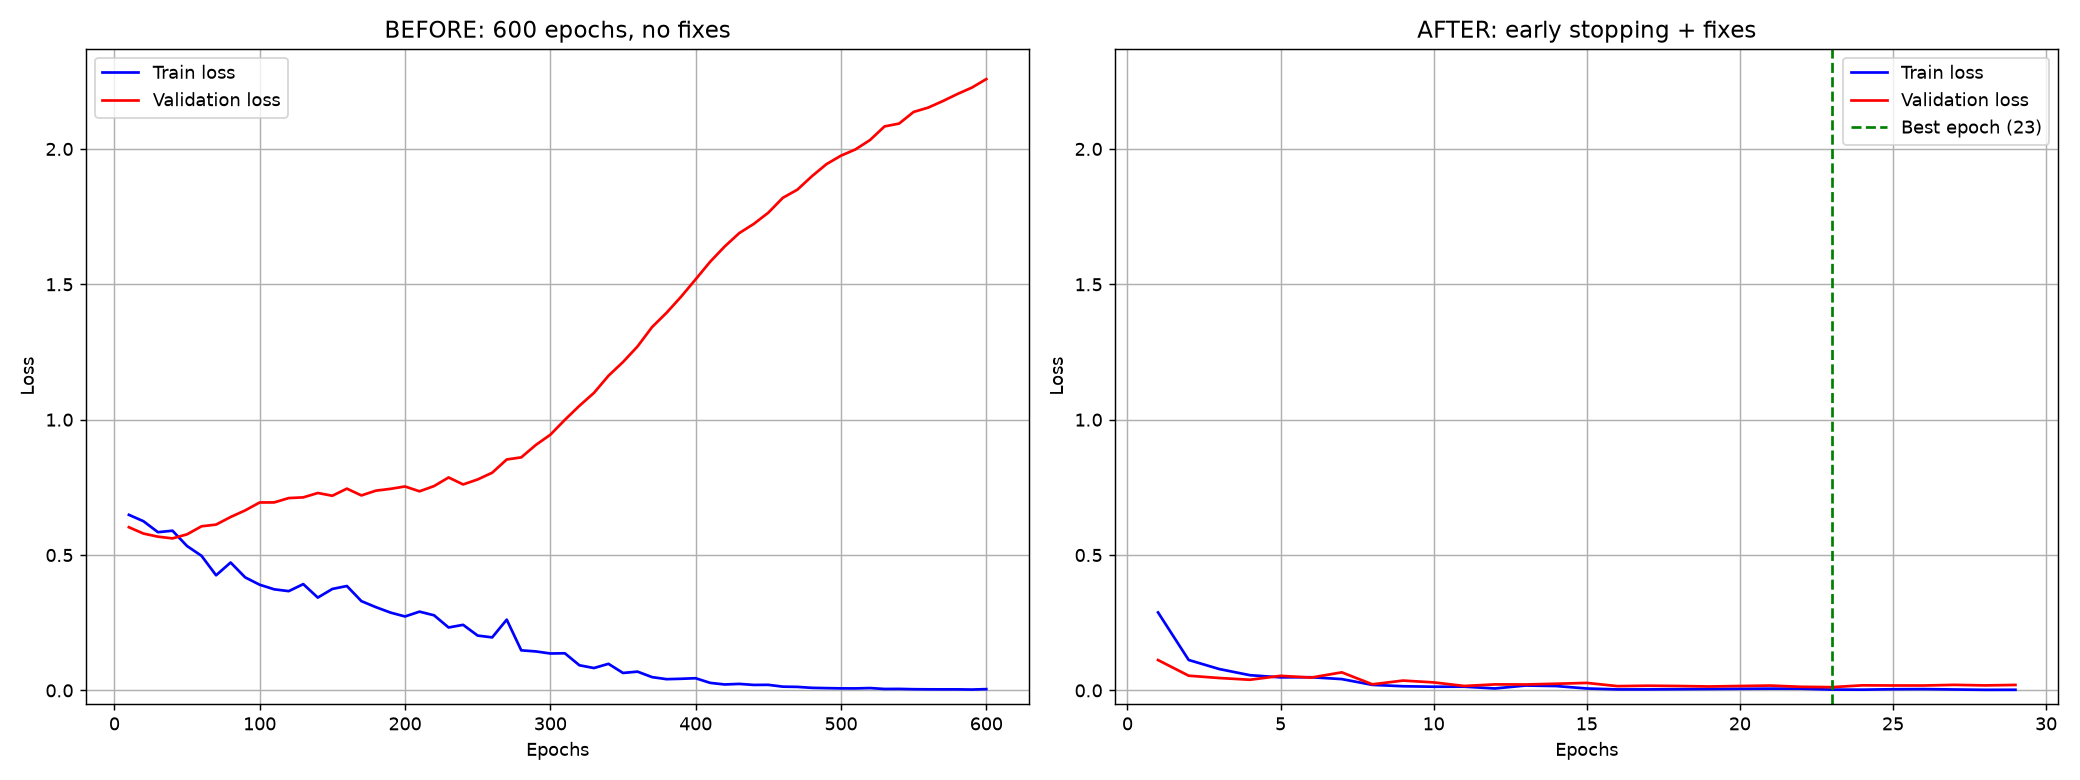 BEFORE: 600 epochs, no fixes
Train loss
Validation loss
Loss
2.0
1.5
1.0
0.5
0.0
0 100 200 300 400 500 600
Epochs
AFTER: early stopping + fixes
Train loss
Validation loss
Best epoch (23)
Loss
2.0
1.5
1.0
0.5
0.0
0 5 10 15 20 25 30
Epochs